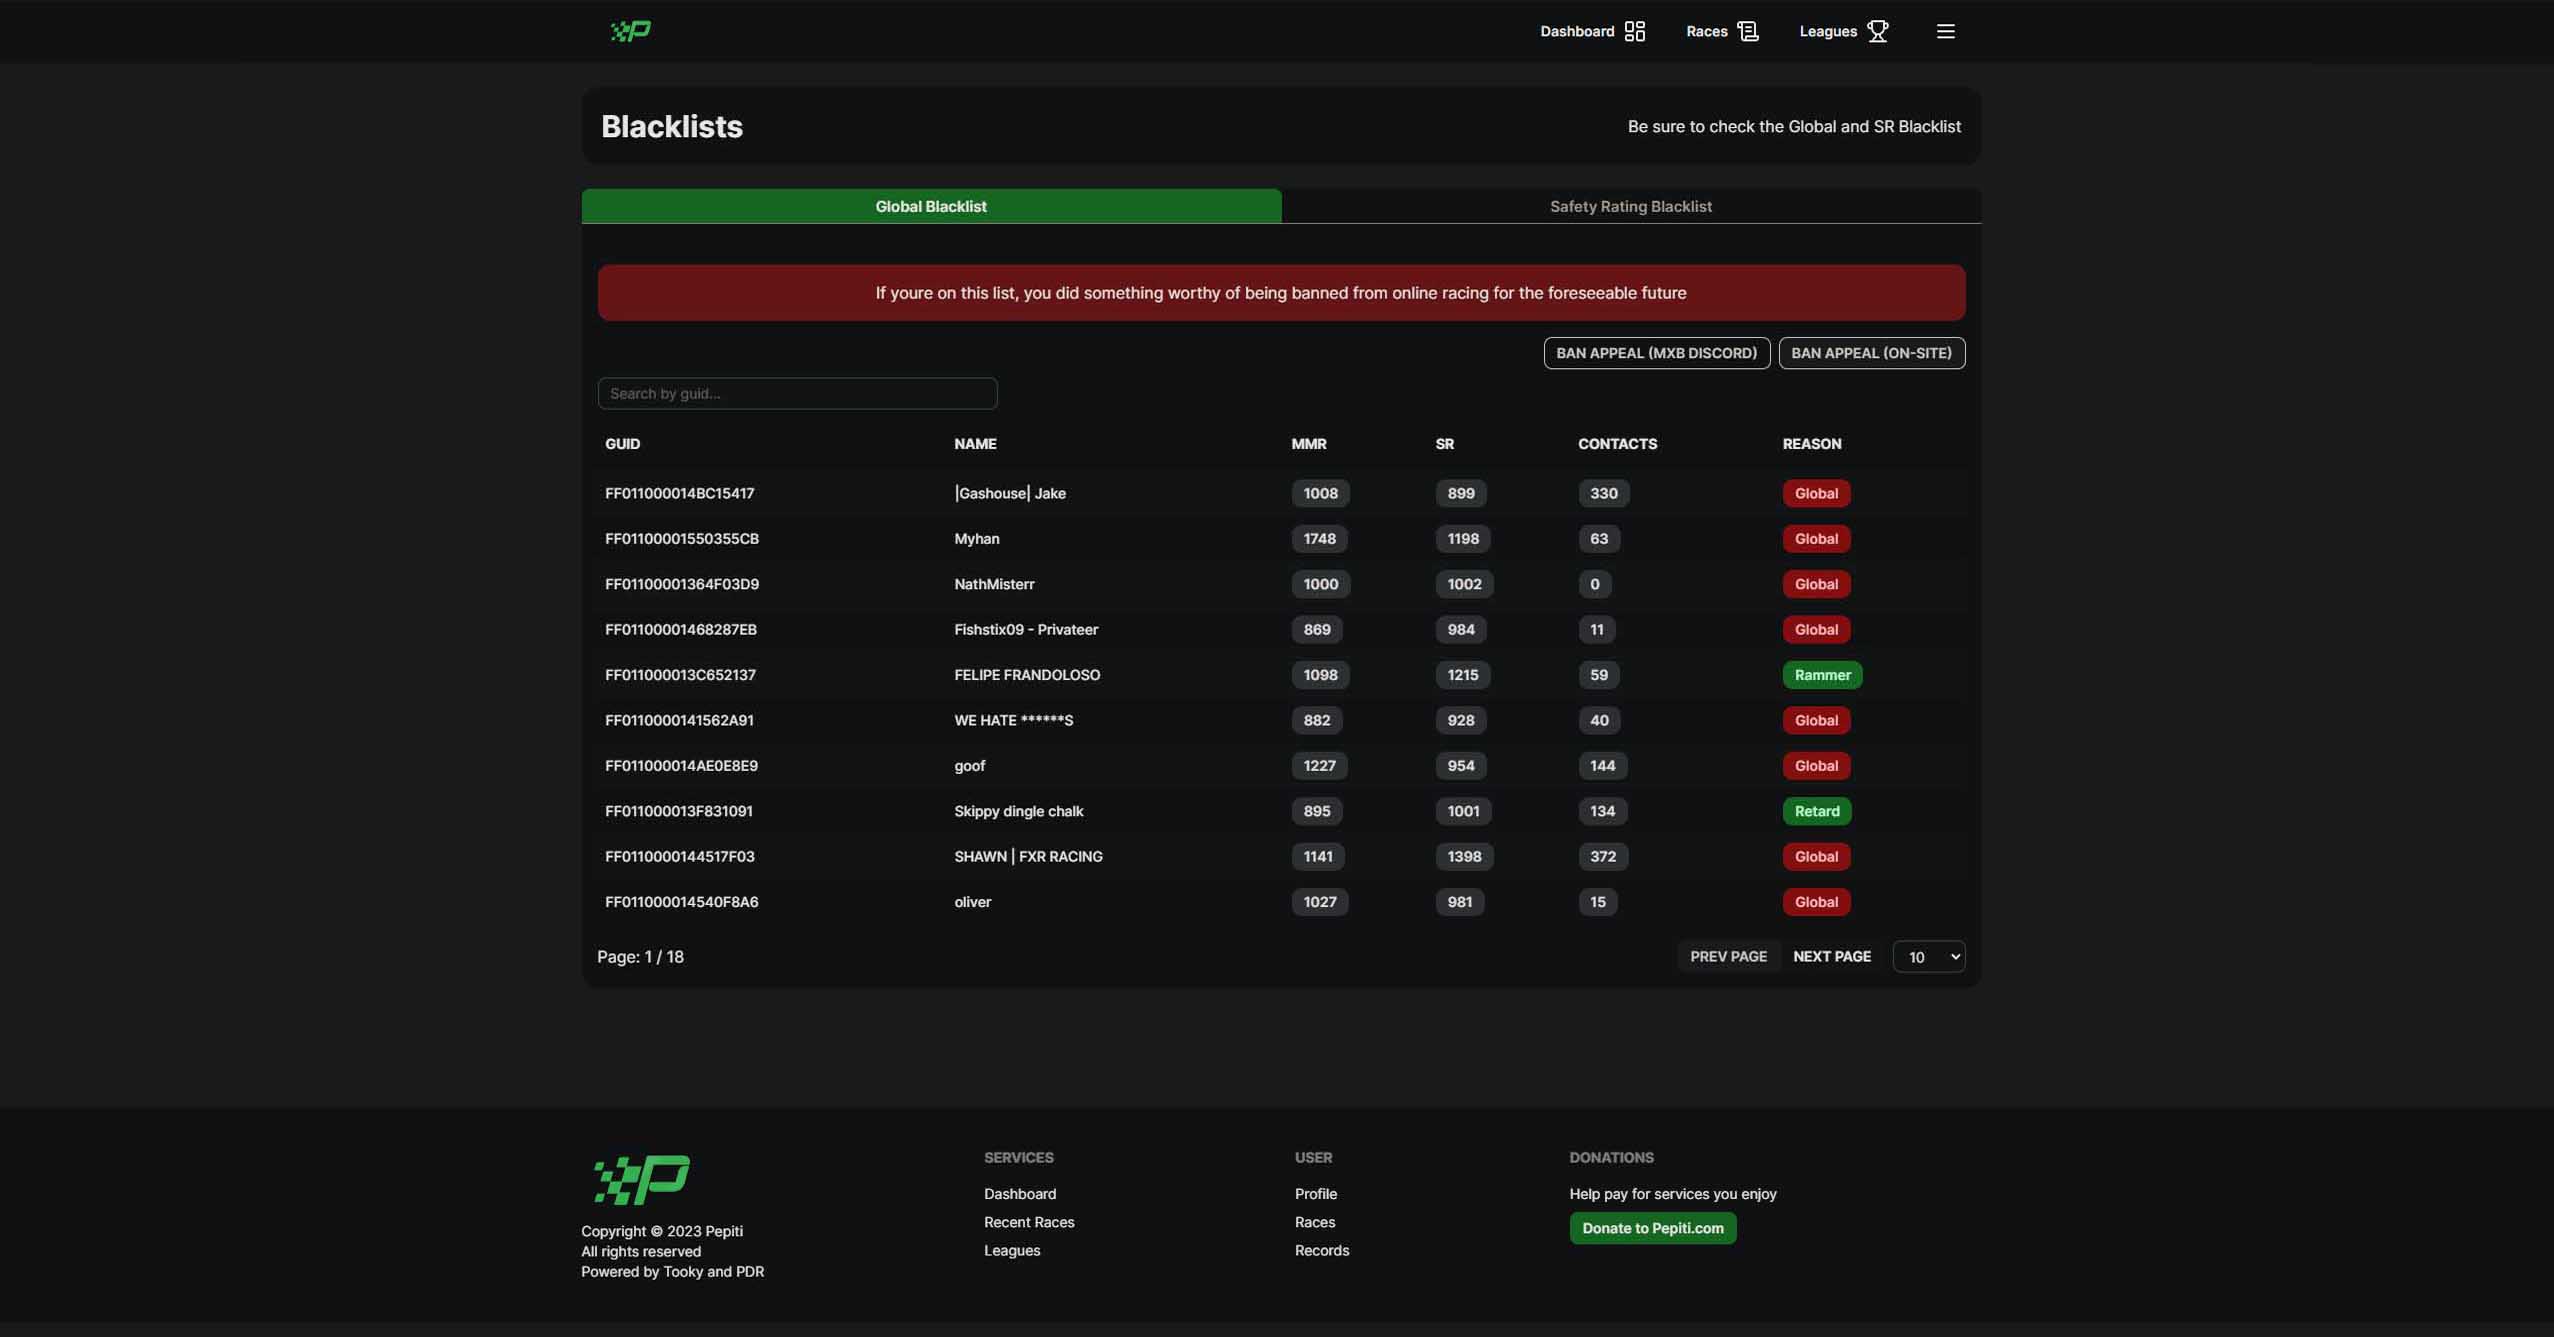 Dashboard Races Leagues
Blacklists
Be sure to check the Global and SR Blacklist
Global Blacklist Safety Rating Blacklist
If youre on this list, you did something worthy of being banned from online racing for the foreseeable future
BAN APPEAL (MXB DISCORD) BAN APPEAL (ON-SITE)
Search by guid...
GUID NAME MMR SR CONTACTS REASON
FF011000014BC15417 |Gashouse| Jake 1008 899 330 Global
FF01100001550355CB Myhan 1748 1198 63 Global
FF01100001364F03D9 NathMisterr 1000 1002 0 Global
FF01100001468287EB Fishstix09 - Privateer 869 984 11 Global
FF011000013C652137 FELIPE FRANDOLOSO 1098 1215 59 Rammer
FF0110000141562A91 WE HATE ******S 882 928 40 Global
FF011000014AE0E8E9 goof 1227 954 144 Global
FF011000013F831091 Skippy dingle chalk 895 1001 134 Retard
FF0110000144517F03 SHAWN | FXR RACING 1141 1398 372 Global
FF011000014540F8A6 oliver 1027 981 15 Global
Page: 1 / 18 PREV PAGE NEXT PAGE 10
Copyright © 2023 Pepiti
All rights reserved
Powered by Tooky and PDR
SERVICES
Dashboard
Recent Races
Leagues
USER
Profile
Races
Records
DONATIONS
Help pay for services you enjoy
Donate to Pepiti.com